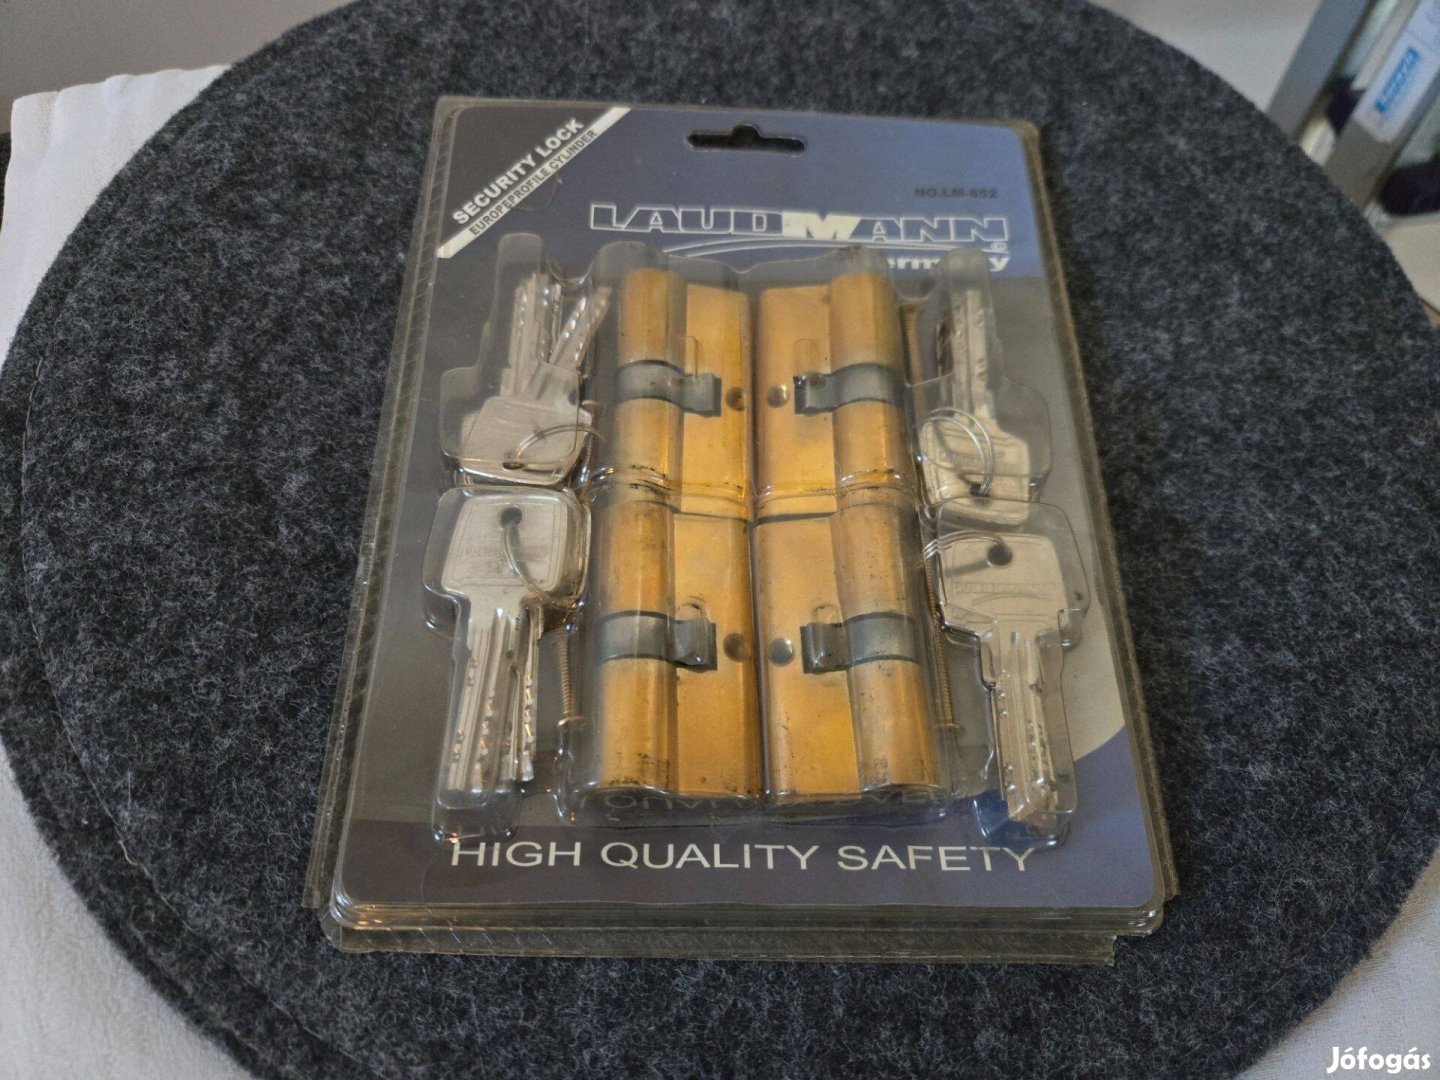 SECURITY LOCK
EUROPEPROFILE CYLINDER
NO.LM-852
LAUDMANN
HIGH QUALITY SAFETY
Jófogás